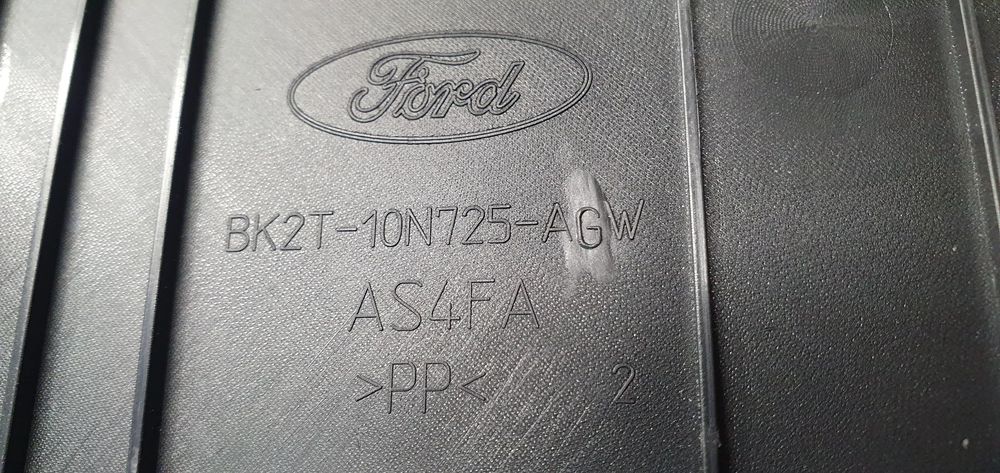 Ford
BK2T-10N725-AGW
AS4FA
>PP< 2